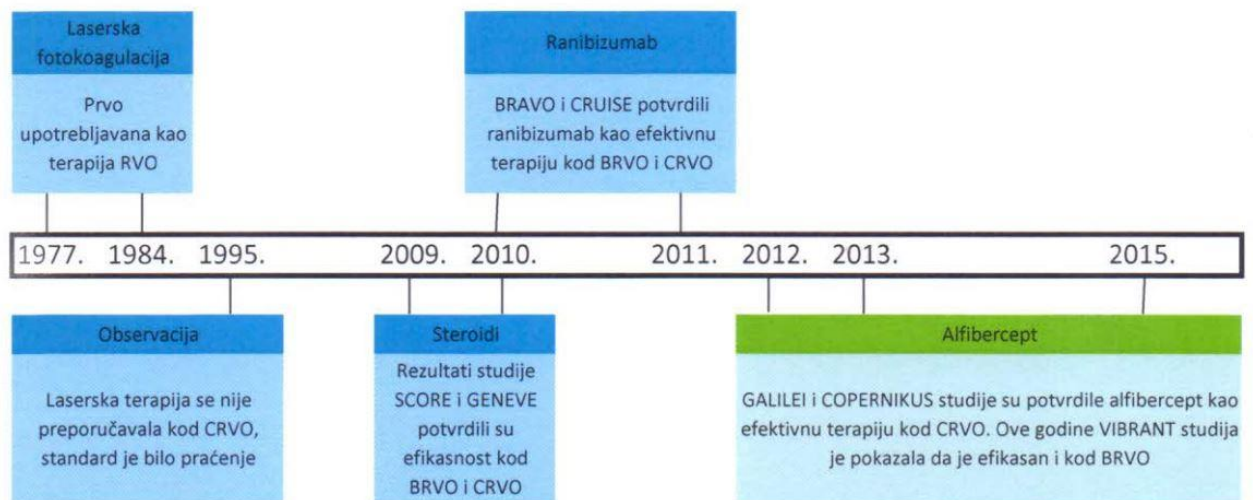 Laserska
fotokoagulacija
Prvo
upotrebljavana kao
terapija RVO
Ranibizumab
BRAVO i CRUISE potvrdili
ranibizumab kao efektivnu
terapiju kod BRVO i CRVO
1977. 1984. 1995. 2009. 2010. 2011. 2012. 2013. 2015.
Observacija
Laserska terapija se nije
preporučavala kod CRVO,
standard je bilo praćenje
Steroidi
Rezultati studije
SCORE i GENEVE
potvrdili su
efikasnost kod
BRVO i CRVO
Alfibercept
GALILEI i COPERNIKUS studije su potvrdile alfibercept kao
efektivnu terapiju kod CRVO. Ove godine VIBRANT studija
je pokazala da je efikasan i kod BRVO